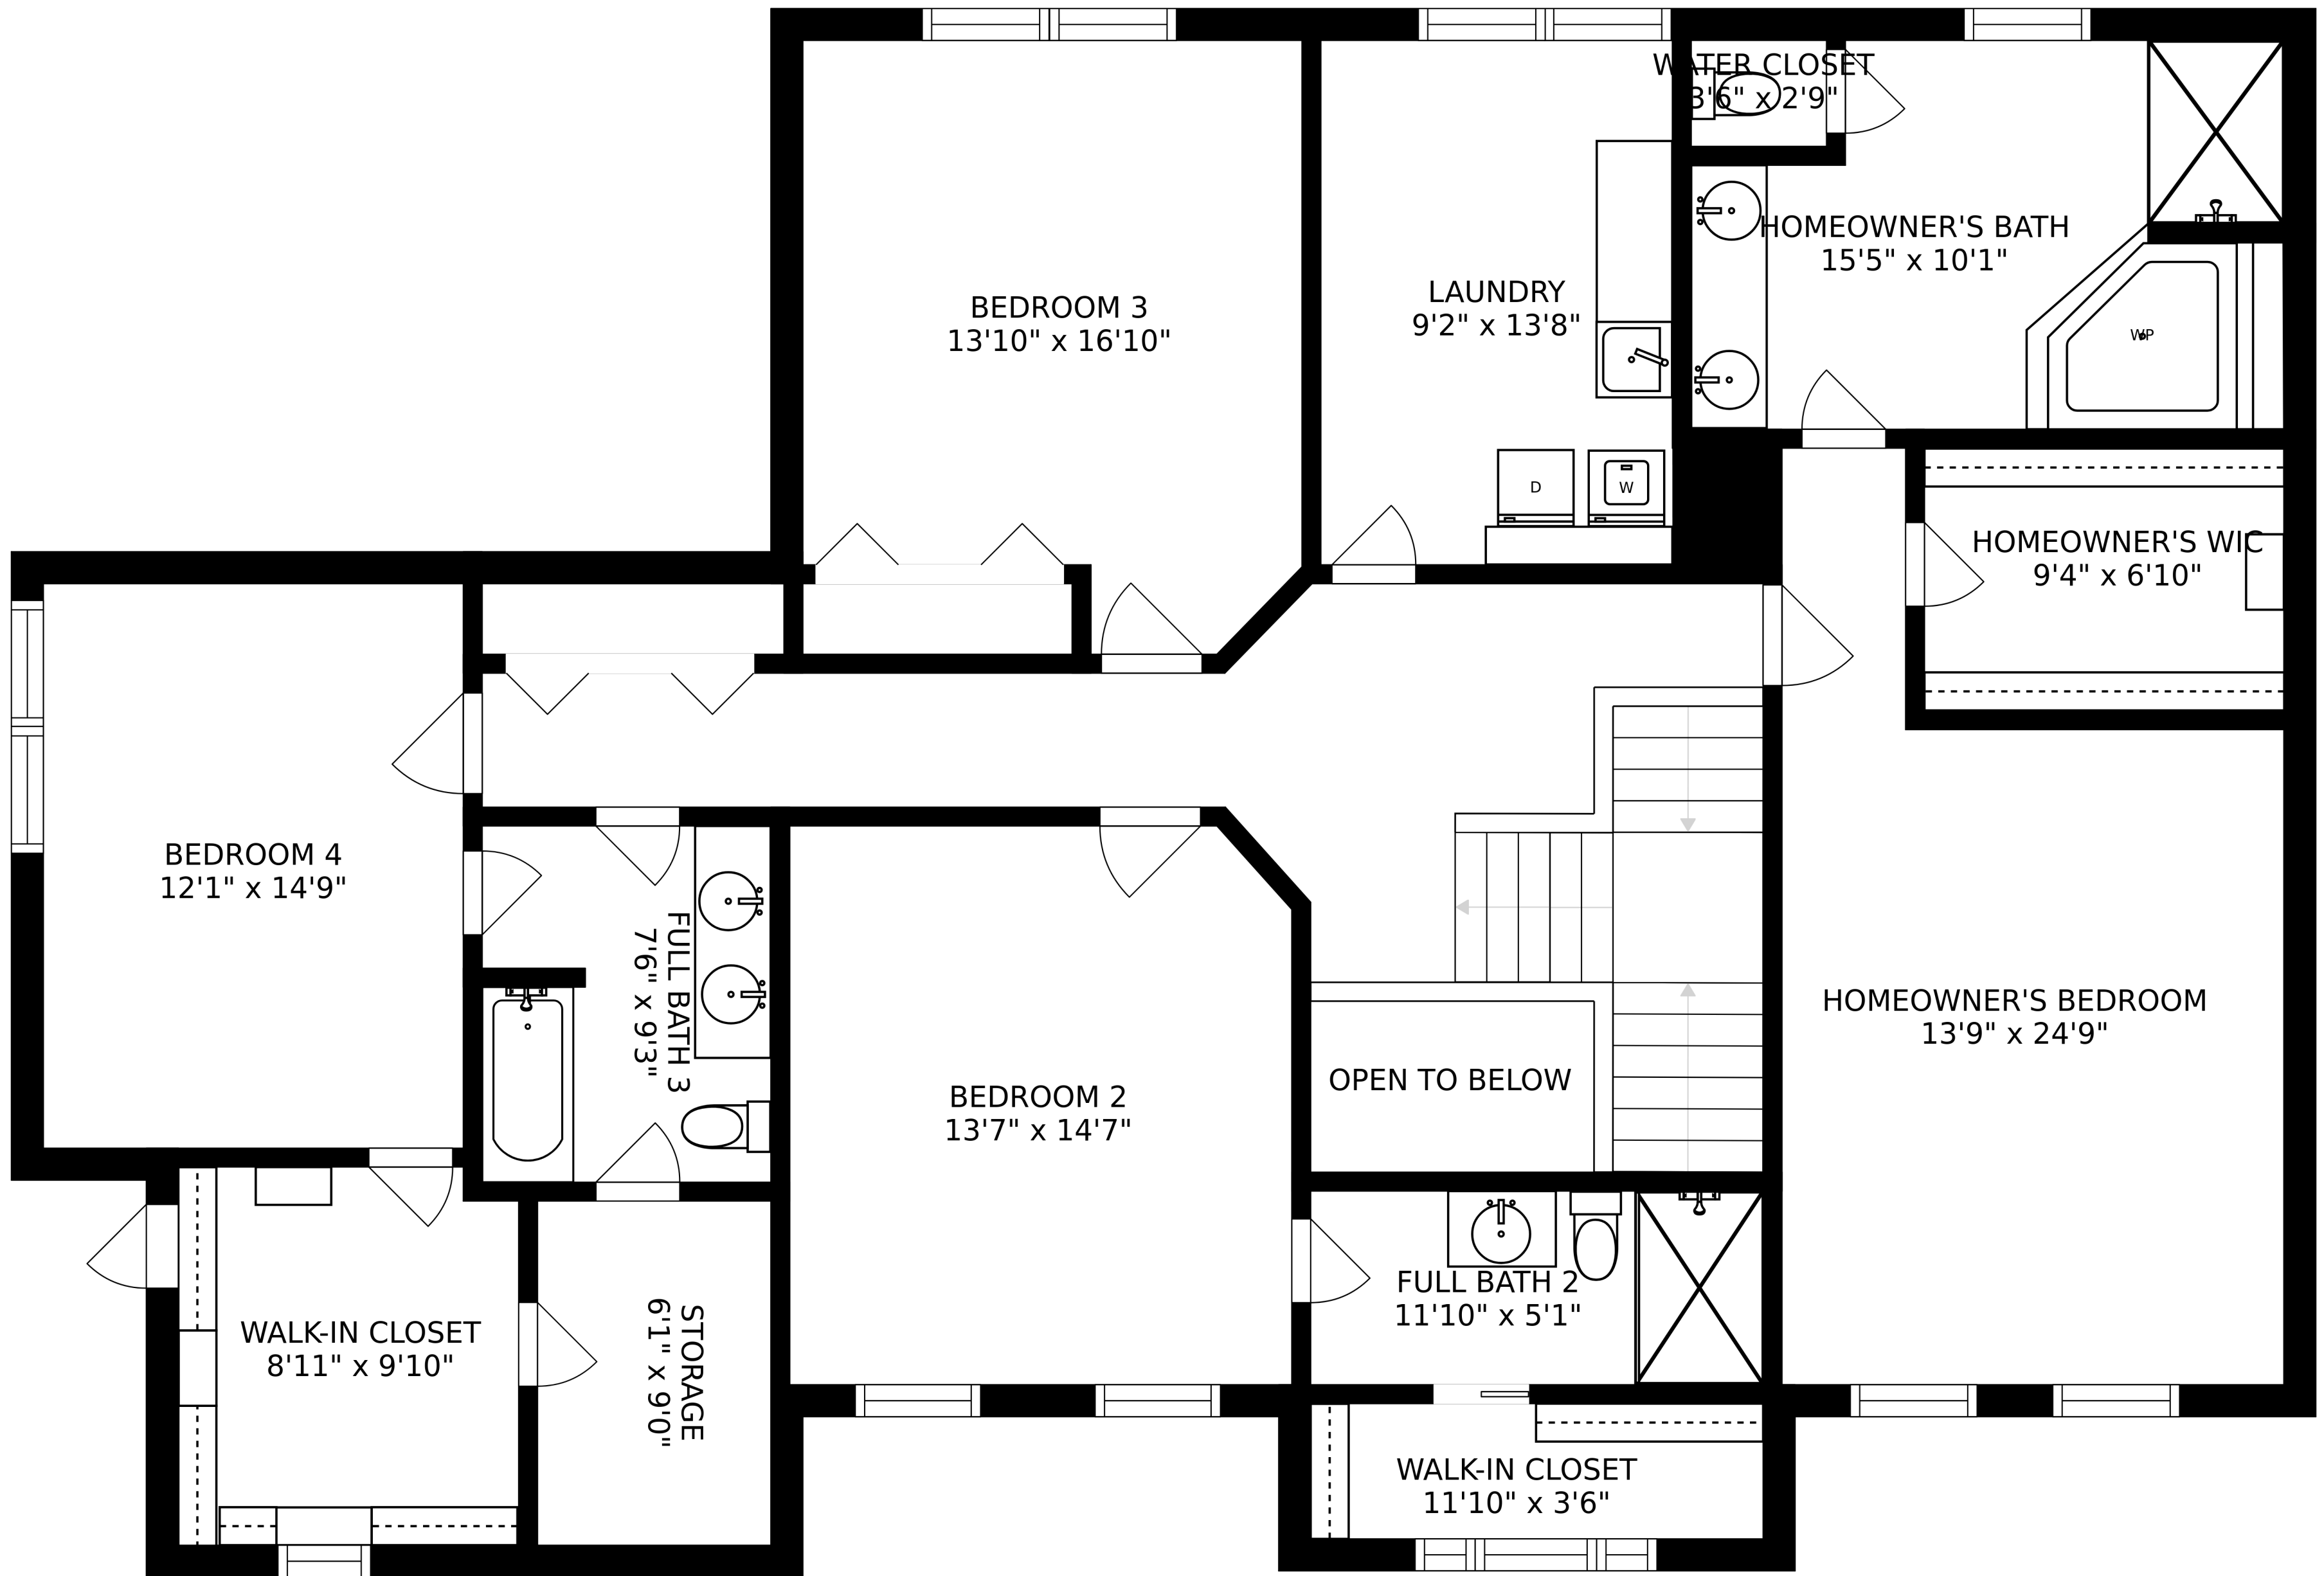 WATER CLOSET
3'6" x 2'9"
HOMEOWNER'S BATH
15'5" x 10'1"
BEDROOM 3
13'10" x 16'10"
LAUNDRY
9'2" x 13'8"
WP
D
W
HOMEOWNER'S WIC
9'4" x 6'10"
BEDROOM 4
12'1" x 14'9"
FULL BATH 3
7'6" x 9'3"
HOMEOWNER'S BEDROOM
13'9" x 24'9"
OPEN TO BELOW
BEDROOM 2
13'7" x 14'7"
FULL BATH 2
11'10" x 5'1"
WALK-IN CLOSET
8'11" x 9'10"
STORAGE
6'1" x 9'0"
WALK-IN CLOSET
11'10" x 3'6"